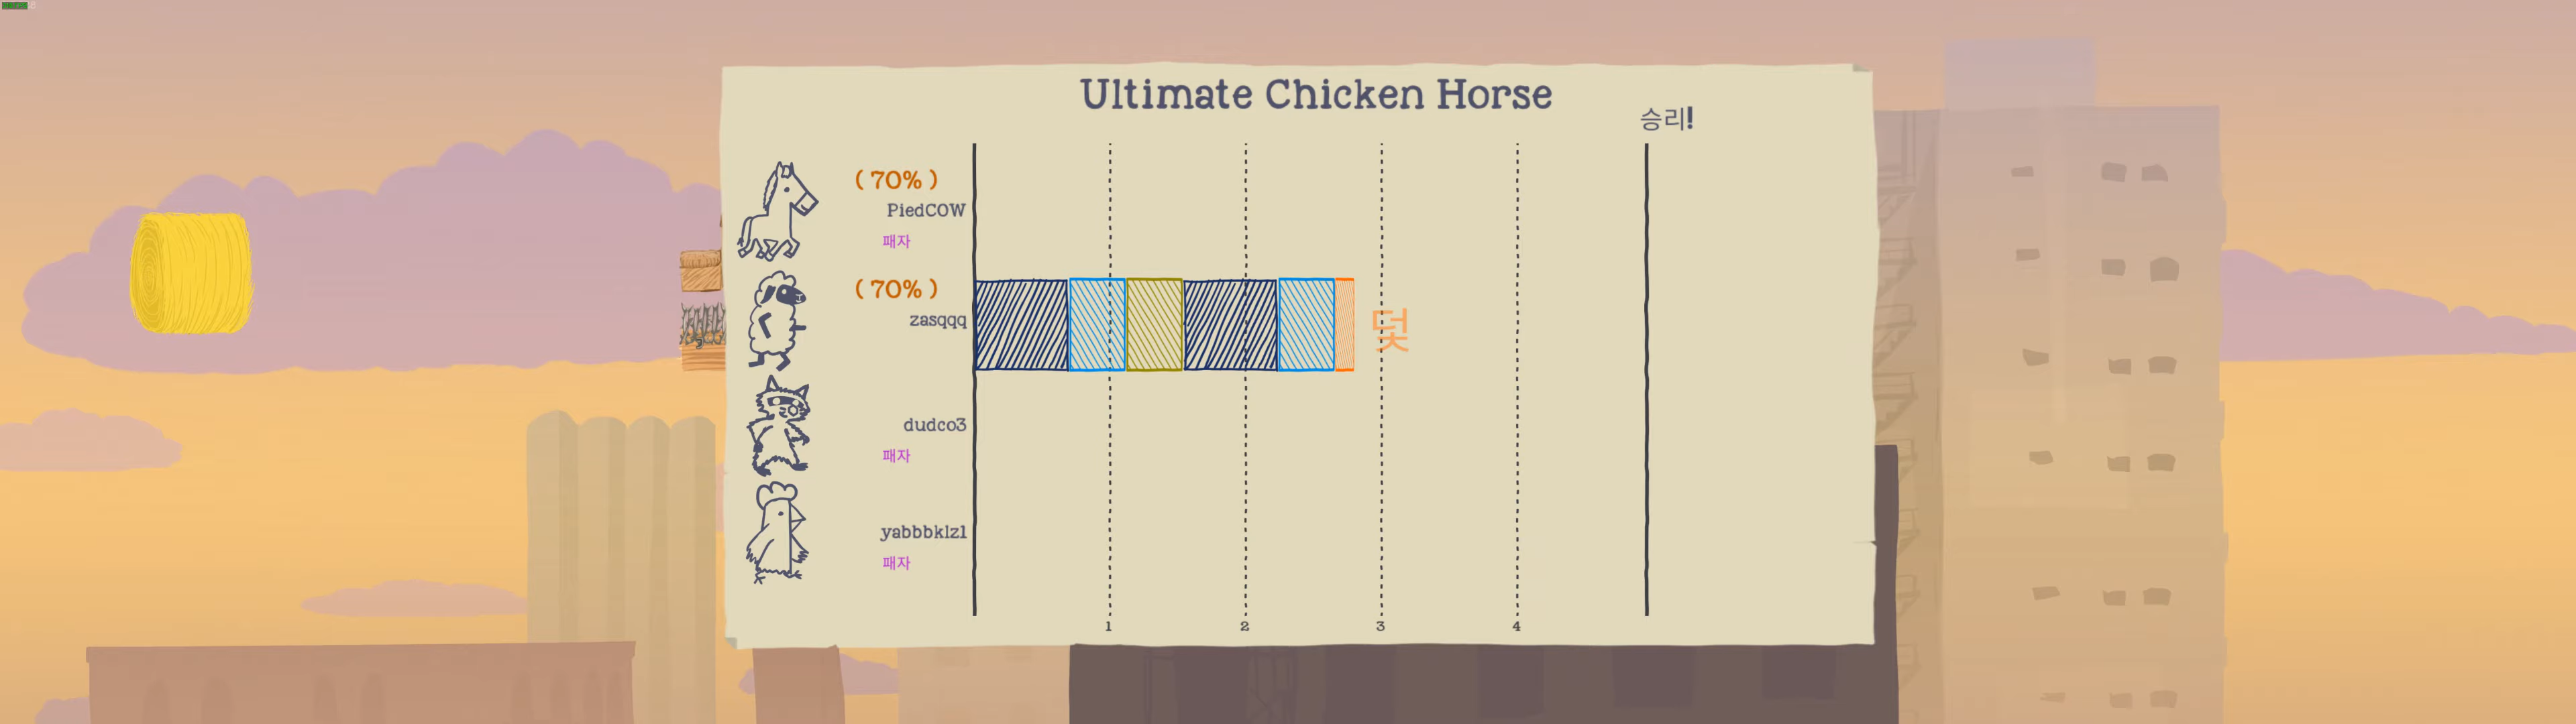 Ultimate Chicken Horse
승리!
( 70% )
PiedCOW
패자
( 70% )
zasqqq
덫
dudco3
패자
yabbbklz1
패자
1 2 3 4